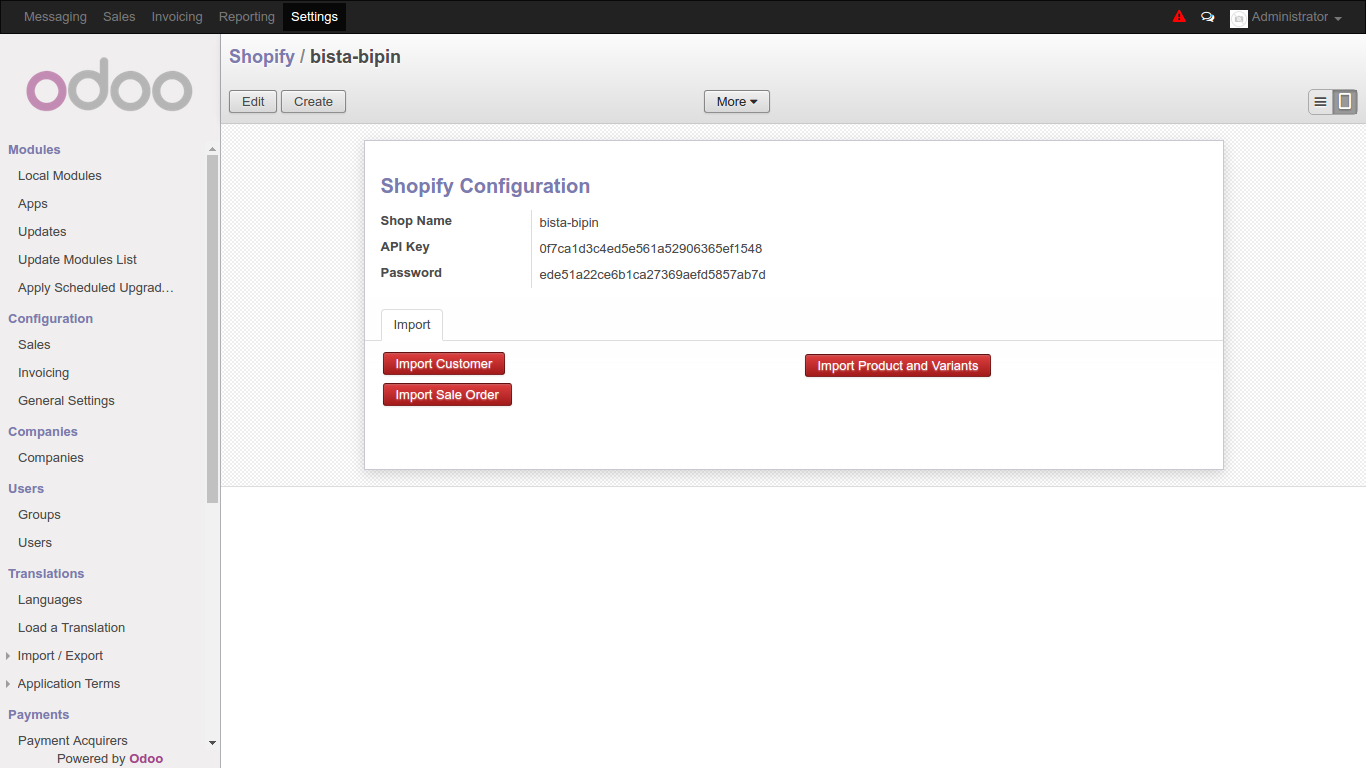 Messaging Sales Invoicing Reporting Settings Administrator
odoo
Shopify / bista-bipin
Edit Create More
Modules
Local Modules
Apps
Updates
Update Modules List
Apply Scheduled Upgrad…
Configuration
Sales
Invoicing
General Settings
Companies
Companies
Users
Groups
Users
Translations
Languages
Load a Translation
Import / Export
Application Terms
Payments
Payment Acquirers
Powered by Odoo
Shopify Configuration
Shop Name bista-bipin
API Key 0f7ca1d3c4ed5e561a52906365ef1548
Password ede51a22ce6b1ca27369aefd5857ab7d
Import
Import Customer Import Product and Variants
Import Sale Order